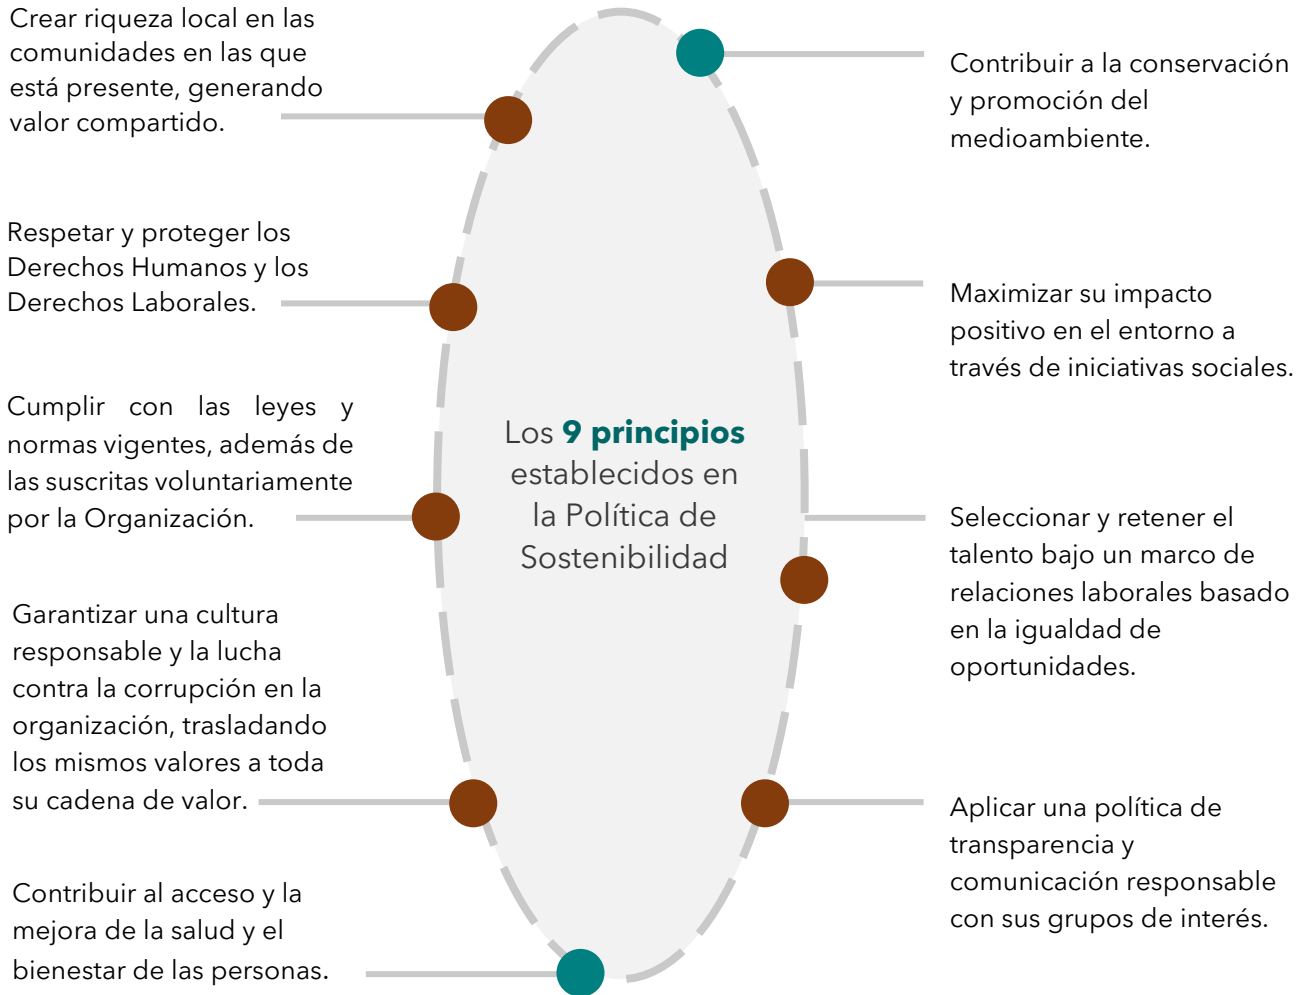 Crear riqueza local en las
comunidades en las que
está presente, generando
valor compartido.
Respetar y proteger los
Derechos Humanos y los
Derechos Laborales.
Cumplir con las leyes y
normas vigentes, además de
las suscritas voluntariamente
por la Organización.
Garantizar una cultura
responsable y la lucha
contra la corrupción en la
organización, trasladando
los mismos valores a toda
su cadena de valor.
Contribuir al acceso y la
mejora de la salud y el
bienestar de las personas.
Los 9 principios
establecidos en
la Política de
Sostenibilidad
Contribuir a la conservación
y promoción del
medioambiente.
Maximizar su impacto
positivo en el entorno a
través de iniciativas sociales.
Seleccionar y retener el
talento bajo un marco de
relaciones laborales basado
en la igualdad de
oportunidades.
Aplicar una política de
transparencia y
comunicación responsable
con sus grupos de interés.